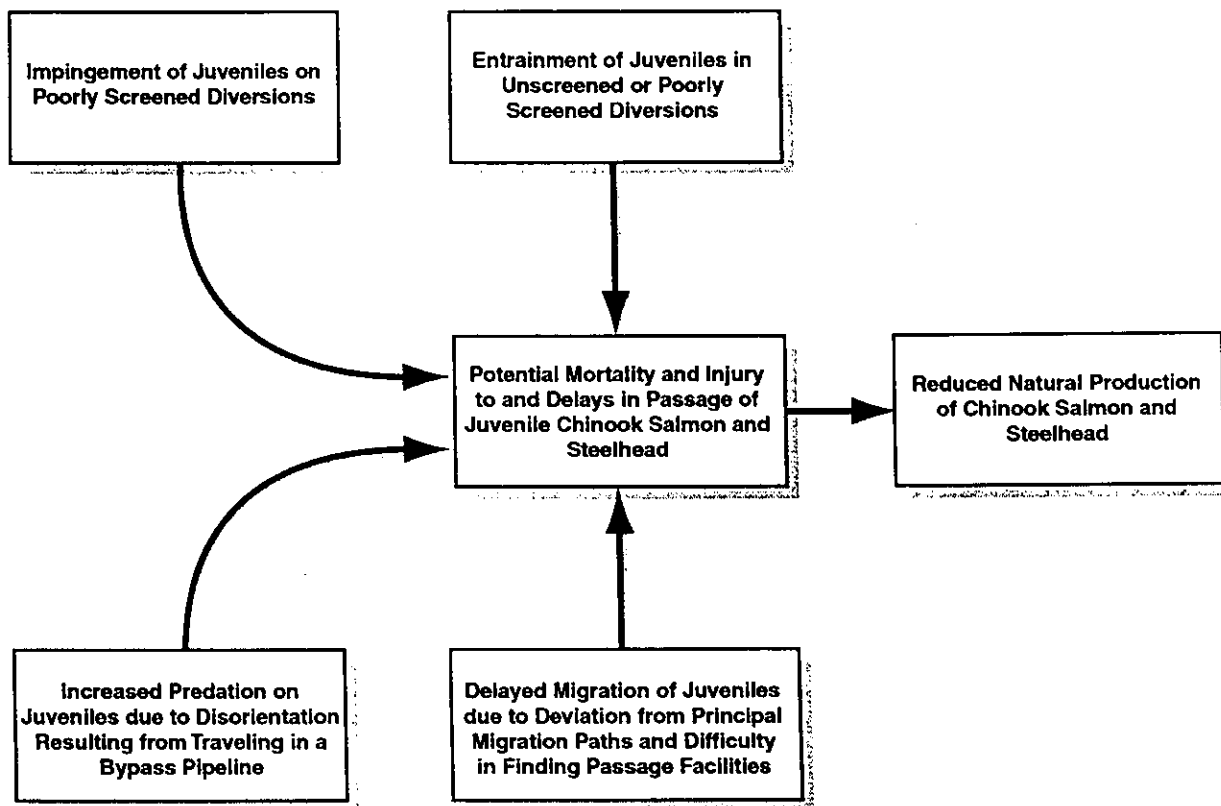 Impingement of Juveniles on
Poorly Screened Diversions
Entrainment of Juveniles in
Unscreened or Poorly
Screened Diversions
Potential Mortality and Injury
to and Delays in Passage of
Juvenile Chinook Salmon and
Steelhead
Reduced Natural Production
of Chinook Salmon and
Steelhead
Increased Predation on
Juveniles due to Disorientation
Resulting from Traveling in a
Bypass Pipeline
Delayed Migration of Juveniles
due to Deviation from Principal
Migration Paths and Difficulty
in Finding Passage Facilities